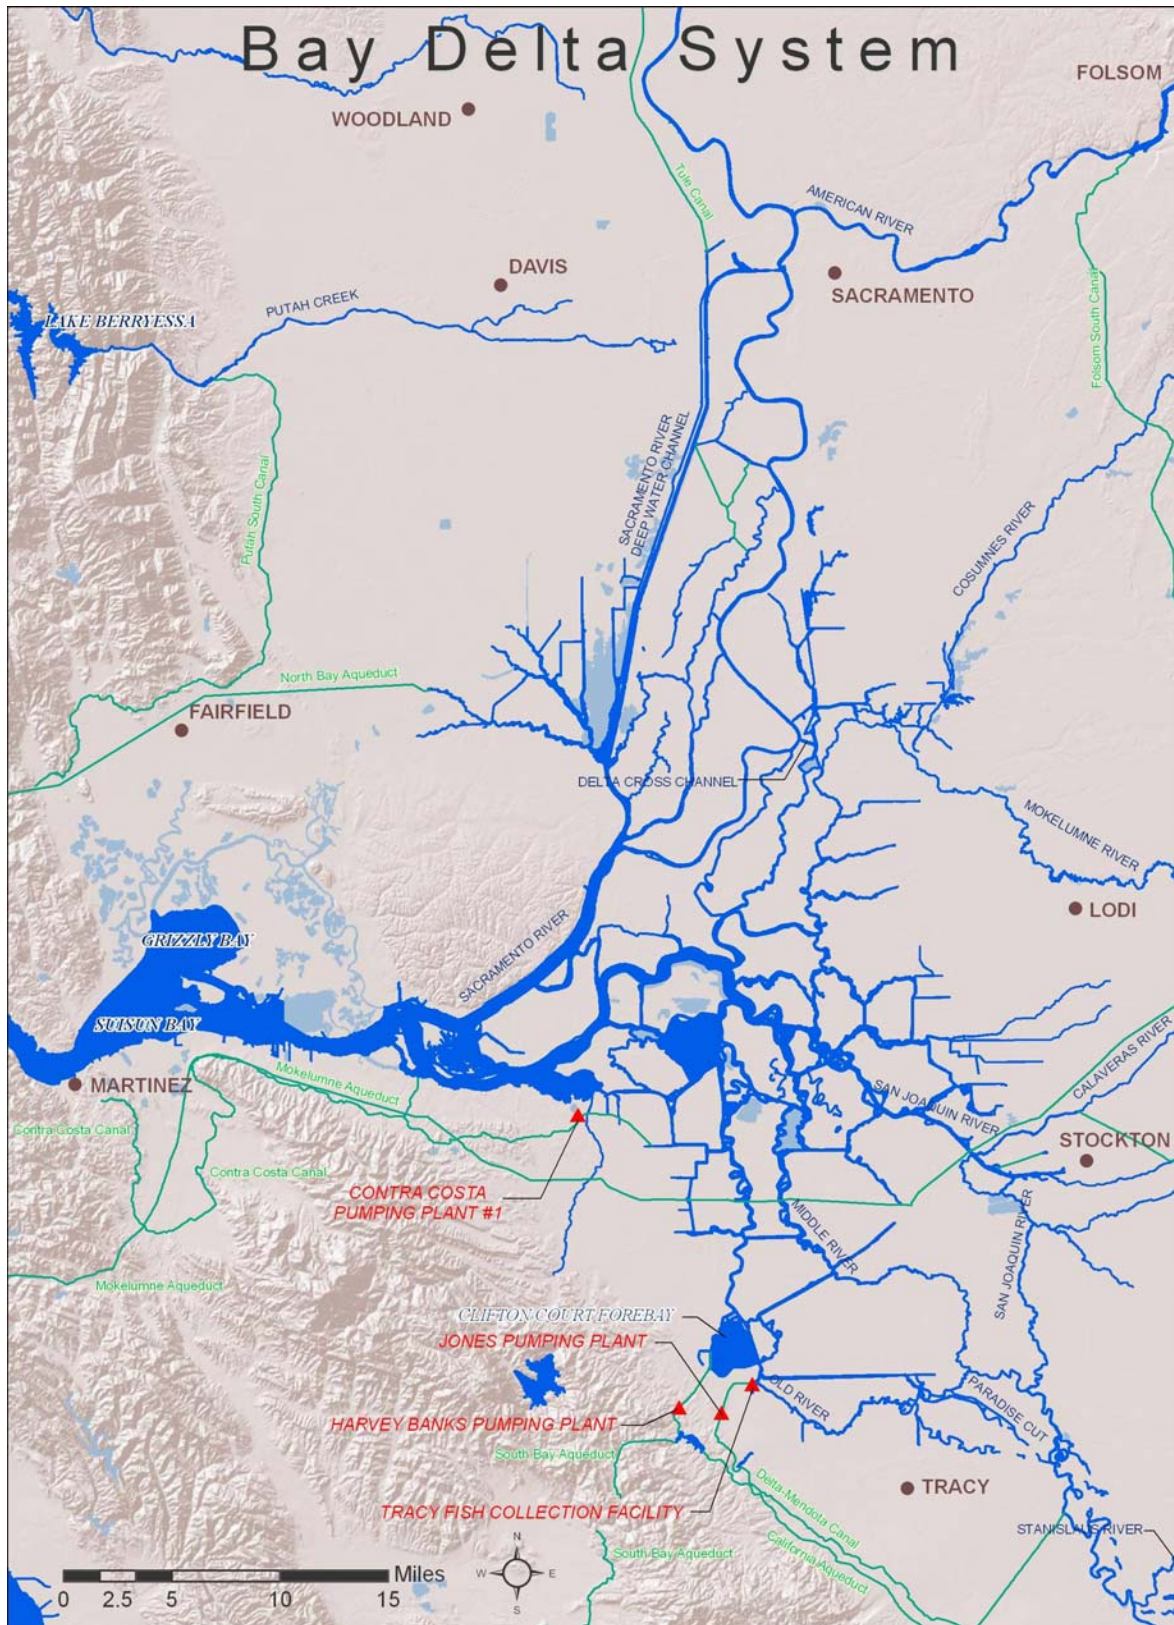 Bay Delta System
FOLSOM
WOODLAND
Tule Canal
AMERICAN RIVER
DAVIS
SACRAMENTO
PUTAH CREEK
LAKE BERRYESSA
Folsom South Canal
SACRAMENTO RIVER
DEEP WATER CHANNEL
Putah South Canal
COSUMNES RIVER
North Bay Aqueduct
FAIRFIELD
DELTA CROSS CHANNEL
MOKELUMNE RIVER
LODI
GRIZZLY BAY
SACRAMENTO RIVER
SUISUN BAY
MARTINEZ
Mokelumne Aqueduct
CALAVERAS RIVER
SAN JOAQUIN RIVER
Contra Costa Canal
STOCKTON
Contra Costa Canal
CONTRA COSTA
PUMPING PLANT #1
MIDDLE RIVER
SAN JOAQUIN RIVER
Mokelumne Aqueduct
CLIFTON COURT FOREBAY
JONES PUMPING PLANT
OLD RIVER
PARADISE CUT
HARVEY BANKS PUMPING PLANT
South Bay Aqueduct
TRACY
TRACY FISH COLLECTION FACILITY
Delta-Mendota Canal
California Aqueduct
STANISLAUS RIVER
South Bay Aqueduct
N
W E
S
Miles
0 2.5 5 10 15